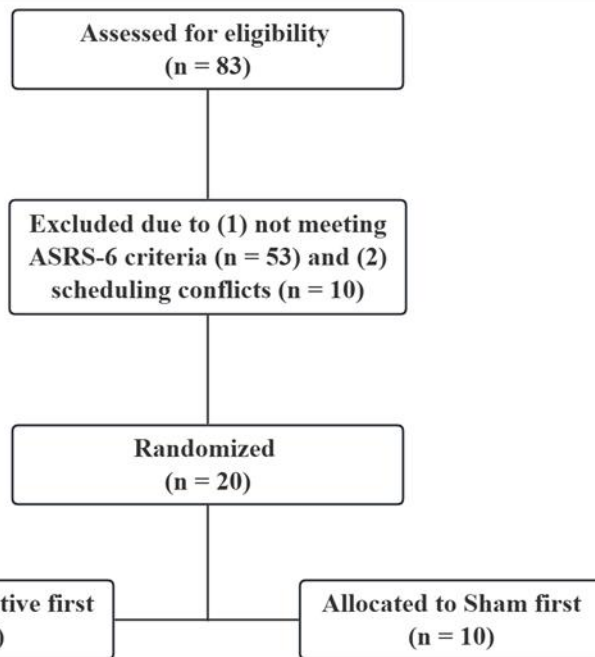 Assessed for eligibility
(n = 83)
Excluded due to (1) not meeting
ASRS-6 criteria (n = 53) and (2)
scheduling conflicts (n = 10)
Randomized
(n = 20)
first
)
Allocated to Sham first
(n = 10)